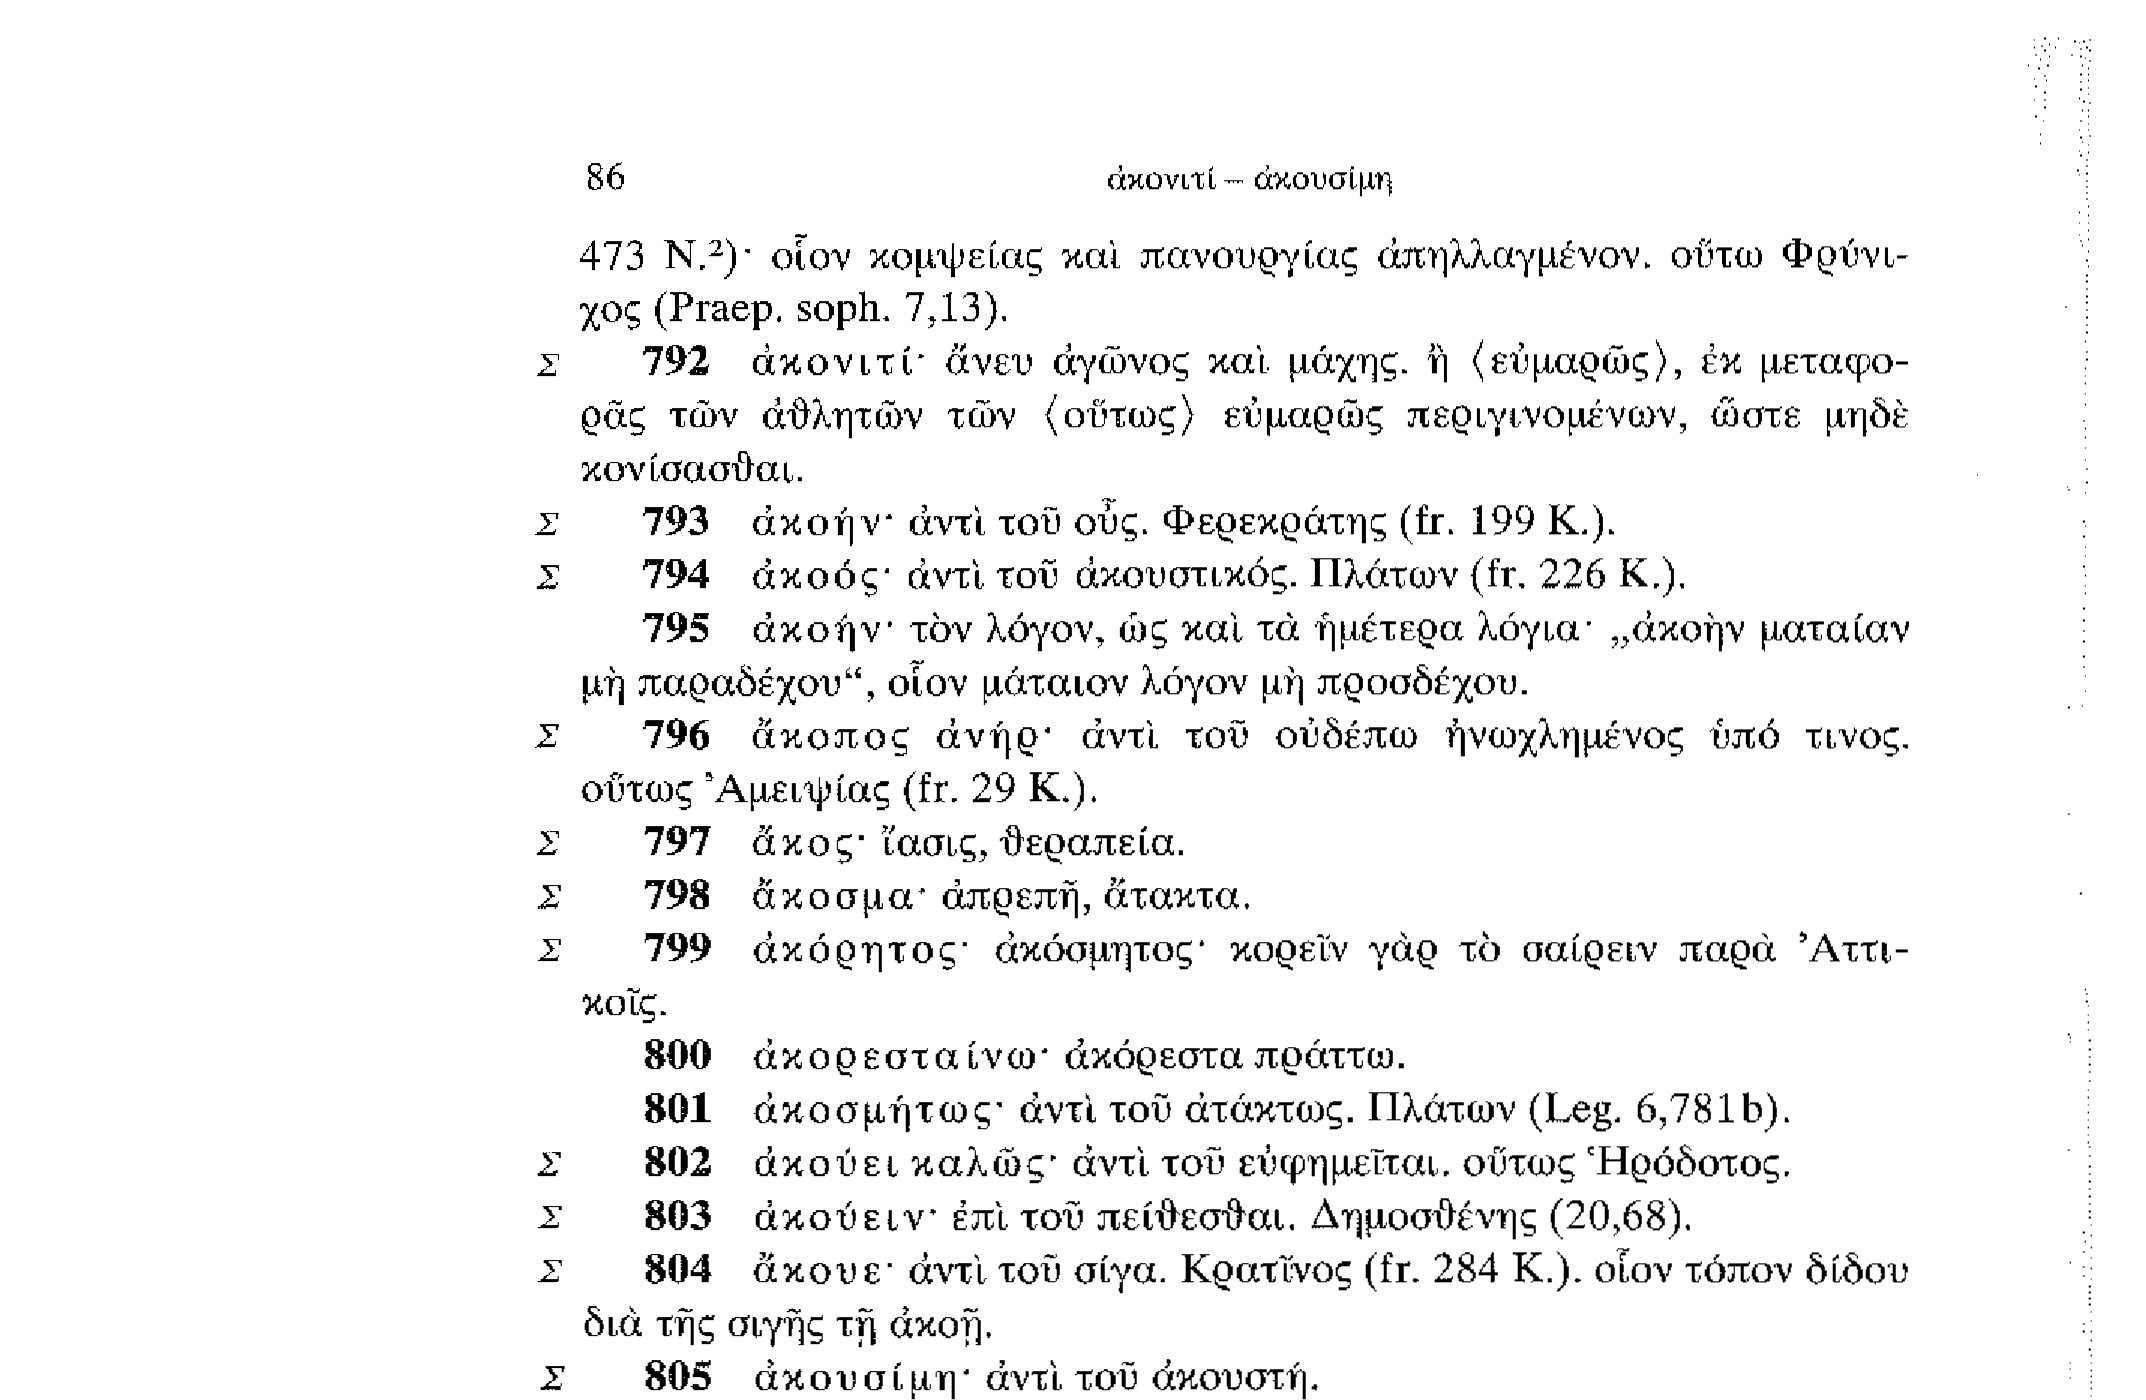 86 ἀκονιτί – ἀκουσίμη
473 N.²)· οἷον κομψείας καὶ πανουργίας ἀπηλλαγμένον. οὕτω Φρύνι-
χος (Praep. soph. 7,13).
Σ 792 ἀκονιτί· ἄνευ ἀγῶνος καὶ μάχης. ἢ ⟨εὐμαρῶς⟩, ἐκ μεταφο-
ρᾶς τῶν ἀθλητῶν τῶν ⟨οὕτως⟩ εὐμαρῶς περιγινομένων, ὥστε μηδὲ
κονίσασθαι.
Σ 793 ἀκοήν· ἀντὶ τοῦ οὖς. Φερεκράτης (fr. 199 K.).
Σ 794 ἀκοός· ἀντὶ τοῦ ἀκουστικός. Πλάτων (fr. 226 K.).
795 ἀκοήν· τὸν λόγον, ὡς καὶ τὰ ἡμέτερα λόγια· „ἀκοὴν ματαίαν
μὴ παραδέχου“, οἷον μάταιον λόγον μὴ προσδέχου.
Σ 796 ἄκοπος ἀνήρ· ἀντὶ τοῦ οὐδέπω ἠνωχλημένος ὑπό τινος.
οὕτως Ἀμειψίας (fr. 29 K.).
Σ 797 ἄκος· ἴασις, θεραπεία.
Σ 798 ἄκοσμα· ἀπρεπῆ, ἄτακτα.
Σ 799 ἀκόρητος· ἀκόσμητος· κορεῖν γὰρ τὸ σαίρειν παρὰ Ἀττι-
κοῖς.
800 ἀκορεσταίνω· ἀκόρεστα πράττω.
801 ἀκοσμήτως· ἀντὶ τοῦ ἀτάκτως. Πλάτων (Leg. 6,781b).
Σ 802 ἀκούει καλῶς· ἀντὶ τοῦ εὐφημεῖται. οὕτως Ἡρόδοτος.
Σ 803 ἀκούειν· ἐπὶ τοῦ πείθεσθαι. Δημοσθένης (20,68).
Σ 804 ἄκουε· ἀντὶ τοῦ σίγα. Κρατῖνος (fr. 284 K.). οἷον τόπον δίδου
διὰ τῆς σιγῆς τῇ ἀκοῇ.
Σ 805 ἀκουσίμη· ἀντὶ τοῦ ἀκουστή.